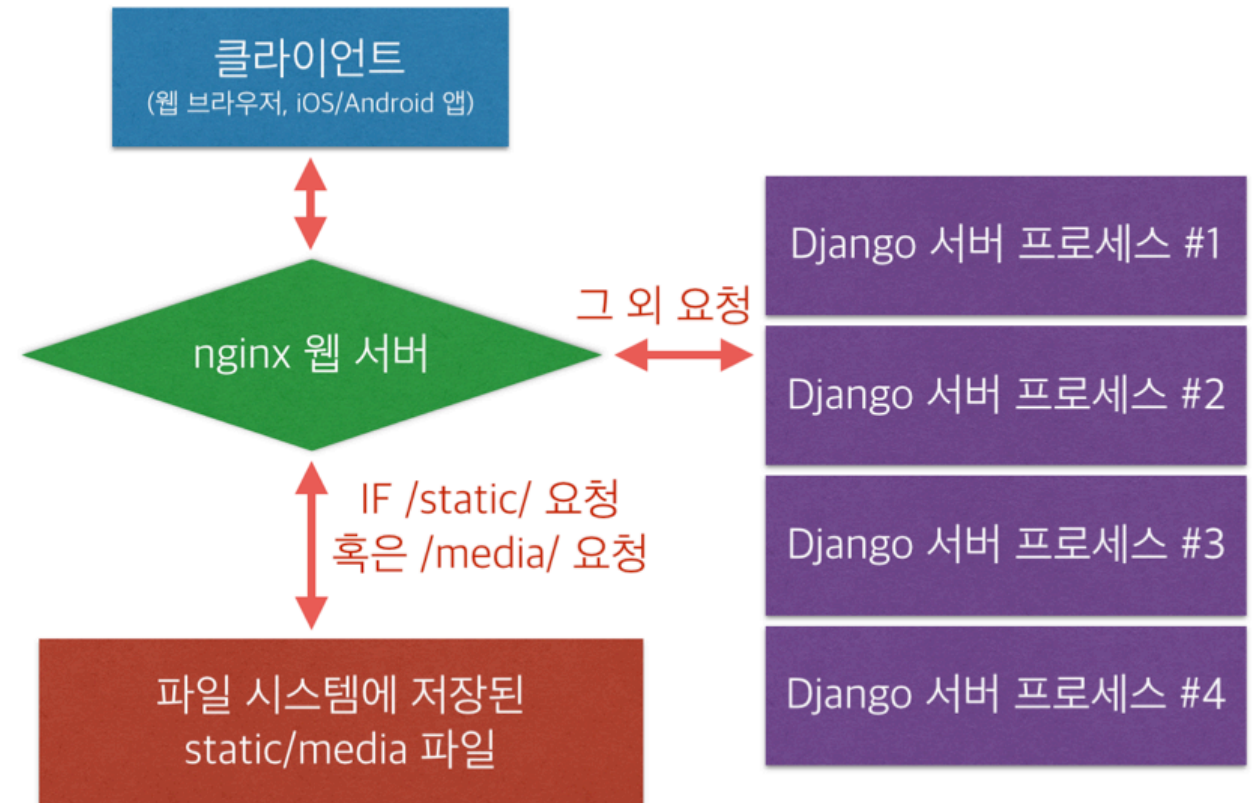 클라이언트
(웹 브라우저, iOS/Android 앱)
nginx 웹 서버
그 외 요청
Django 서버 프로세스 #1
Django 서버 프로세스 #2
Django 서버 프로세스 #3
Django 서버 프로세스 #4
IF /static/ 요청
혹은 /media/ 요청
파일 시스템에 저장된
static/media 파일